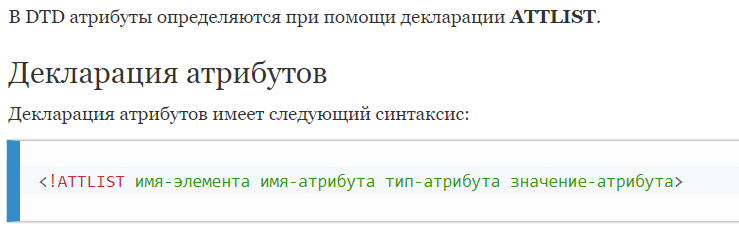 В DTD атрибуты определяются при помощи декларации ATTLIST.
Декларация атрибутов
Декларация атрибутов имеет следующий синтаксис:
<!ATTLIST имя-элемента имя-атрибута тип-атрибута значение-атрибута>